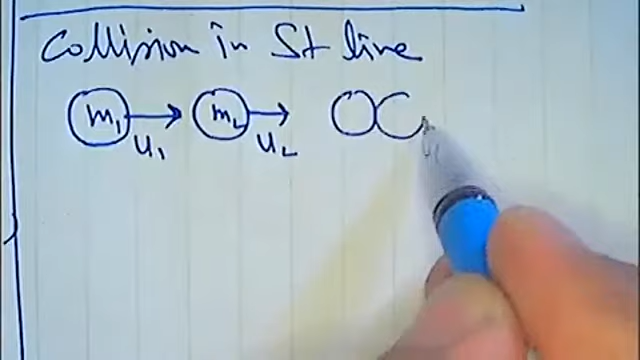 Collision in St line
m₁ m₂
u₁ u₂